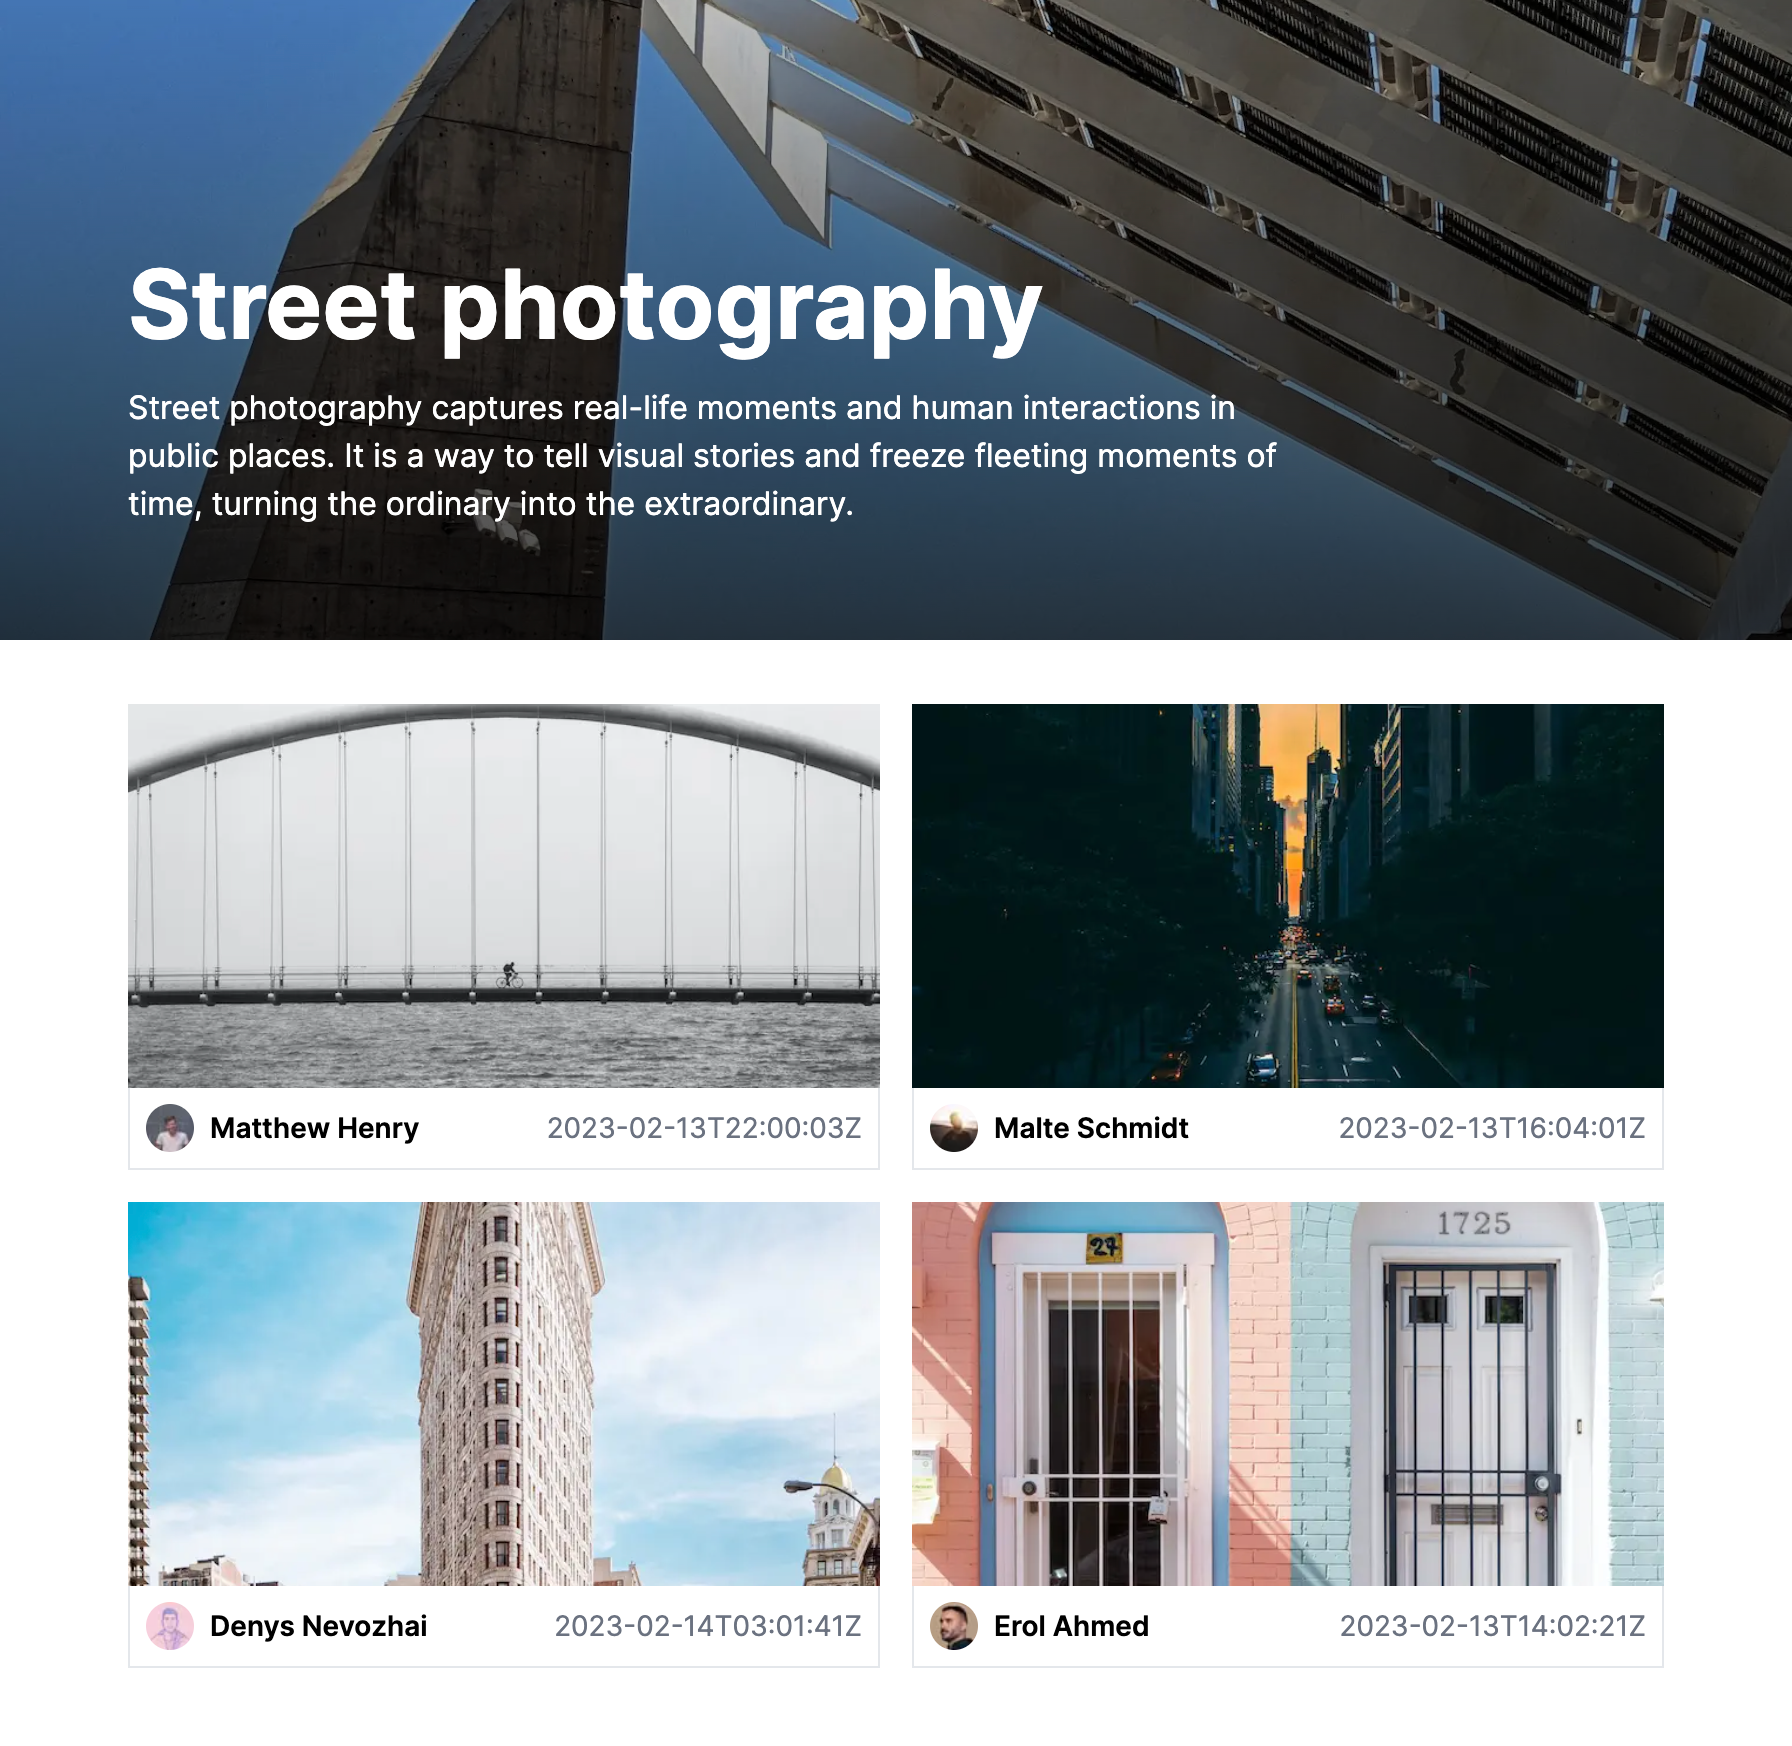 Street photography
Street photography captures real-life moments and human interactions in
public places. It is a way to tell visual stories and freeze fleeting moments of
time, turning the ordinary into the extraordinary.
Matthew Henry
2023-02-13T22:00:03Z
Malte Schmidt
2023-02-13T16:04:01Z
27
1725
Denys Nevozhai
2023-02-14T03:01:41Z
Erol Ahmed
2023-02-13T14:02:21Z